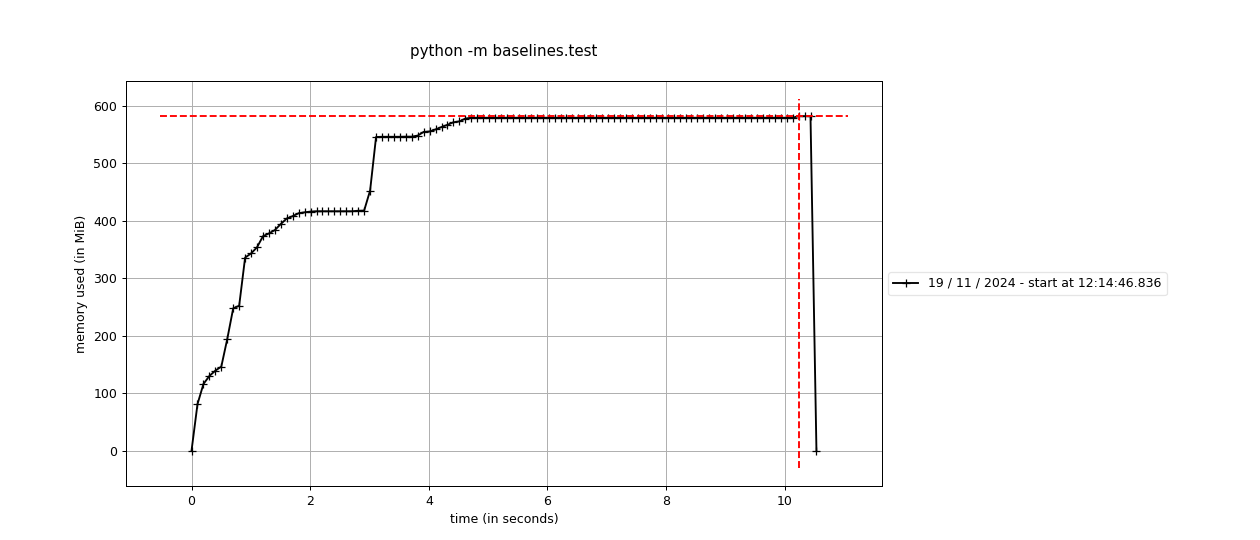 python -m baselines.test
600
500
400
300
200
100
0
memory used (in MiB)
0 2 4 6 8 10
time (in seconds)
19 / 11 / 2024 - start at 12:14:46.836